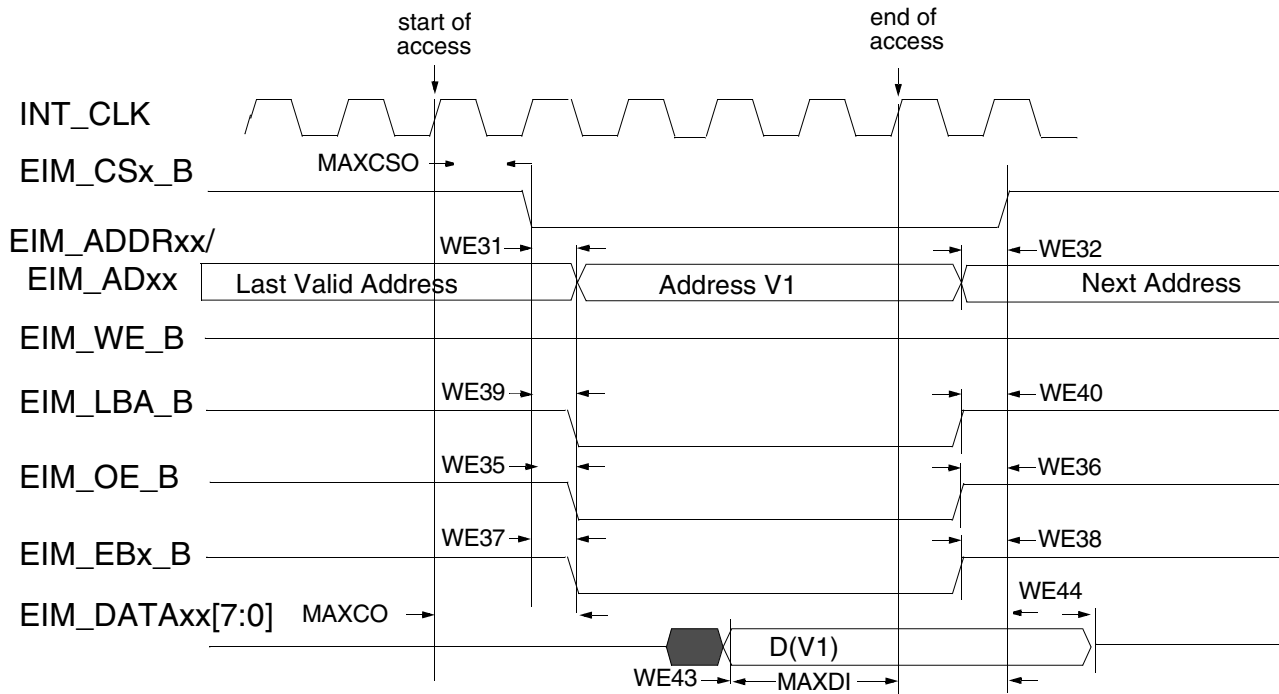 start of
access
end of
access
INT_CLK
MAXCSO
EIM_CSx_B
EIM_ADDRxx/
WE31
WE32
EIM_ADxx
Last Valid Address
Address V1
Next Address
EIM_WE_B
WE39
WE40
EIM_LBA_B
WE35
WE36
EIM_OE_B
WE37
WE38
EIM_EBx_B
WE44
EIM_DATAxx[7:0]
MAXCO
D(V1)
WE43
MAXDI